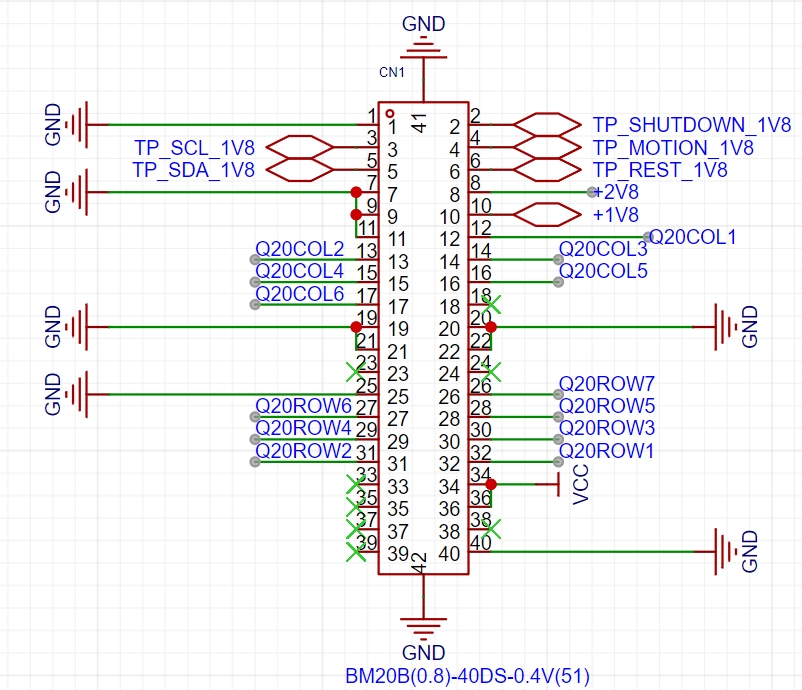 GND
CN1
41
GND 1 1 2 2 TP_SHUTDOWN_1V8
TP_SCL_1V8 3 3 4 4 TP_MOTION_1V8
TP_SDA_1V8 5 5 6 6 TP_REST_1V8
GND 7 7 8 8 +2V8
9 9 10 10 +1V8
11 11 12 12 Q20COL1
Q20COL2 13 13 14 14 Q20COL3
Q20COL4 15 15 16 16 Q20COL5
Q20COL6 17 17 18 18
GND 19 19 20 20 GND
21 21 22 22
23 23 24 24
GND 25 25 26 26 Q20ROW7
Q20ROW6 27 27 28 28 Q20ROW5
Q20ROW4 29 29 30 30 Q20ROW3
Q20ROW2 31 31 32 32 Q20ROW1
33 33 34 34 VCC
35 35 36 36
37 37 38 38
39 39 40 40 GND
42
GND
BM20B(0.8)-40DS-0.4V(51)